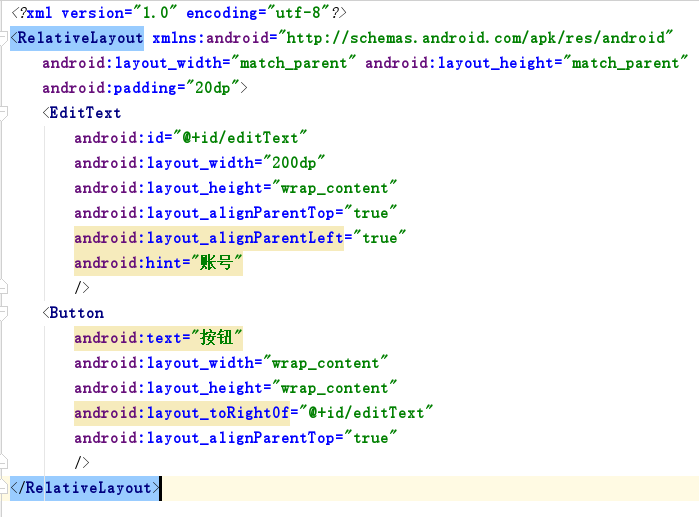 <?xml version="1.0" encoding="utf-8"?>
<RelativeLayout xmlns:android="http://schemas.android.com/apk/res/android"
    android:layout_width="match_parent" android:layout_height="match_parent"
    android:padding="20dp">
    <EditText
        android:id="@+id/editText"
        android:layout_width="200dp"
        android:layout_height="wrap_content"
        android:layout_alignParentTop="true"
        android:layout_alignParentLeft="true"
        android:hint="账号"
        />
    <Button
        android:text="按钮"
        android:layout_width="wrap_content"
        android:layout_height="wrap_content"
        android:layout_toRightOf="@+id/editText"
        android:layout_alignParentTop="true"
        />
</RelativeLayout>